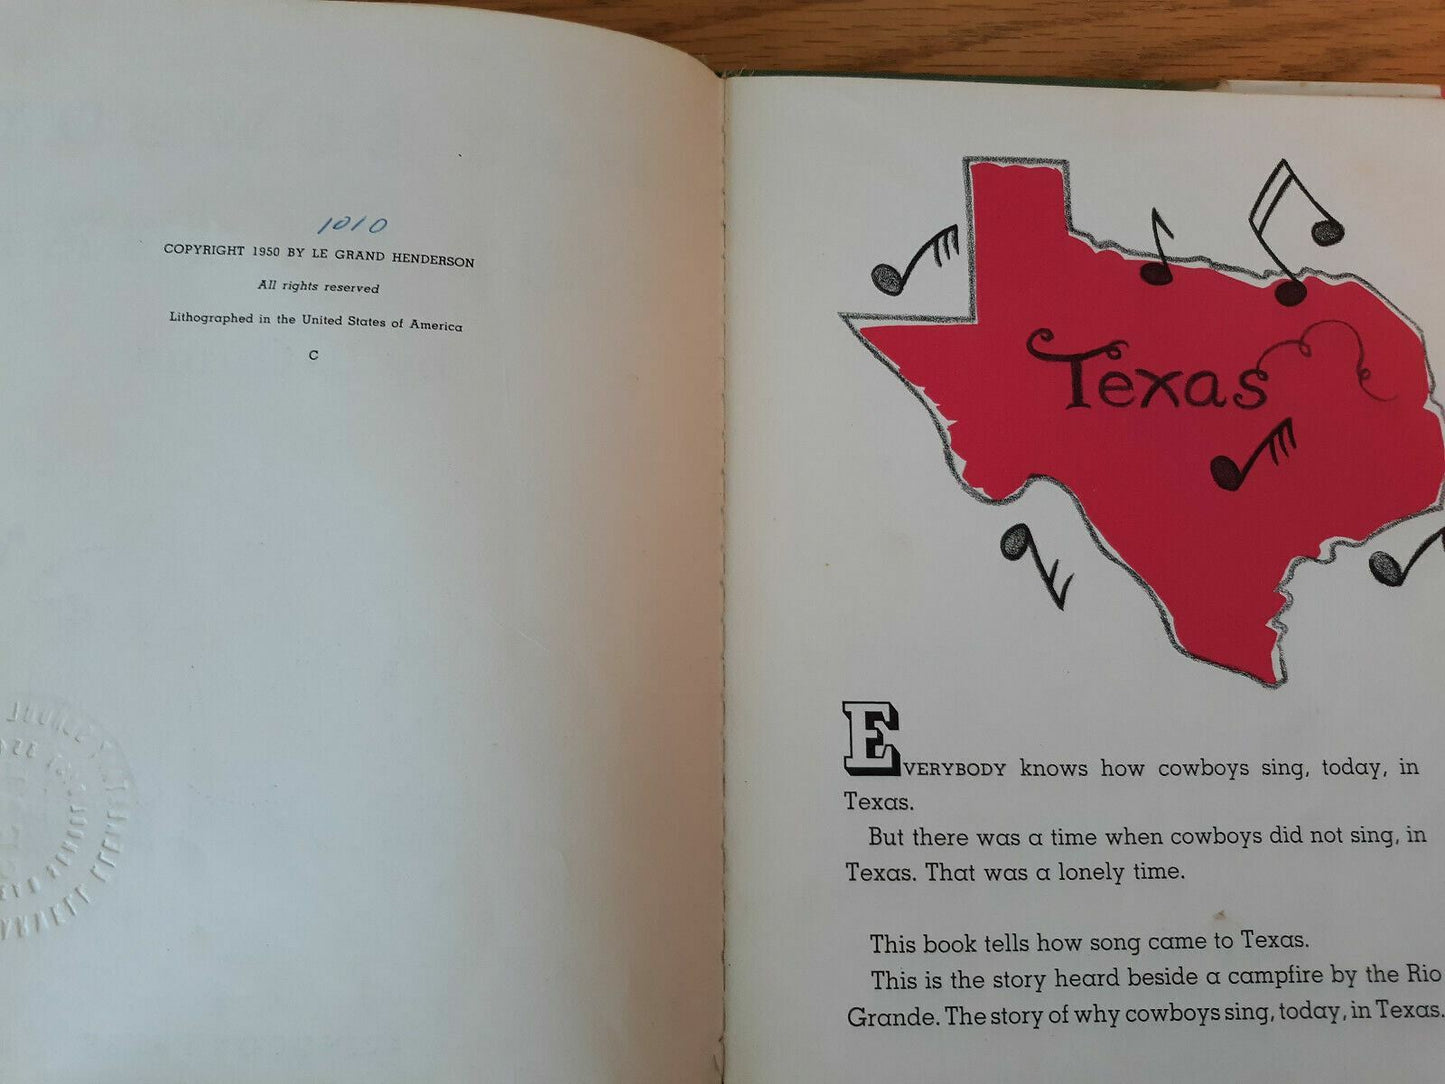 1010
COPYRIGHT 1950 BY LE GRAND HENDERSON
All rights reserved
Lithographed in the United States of America
C
Texas
EVERYBODY knows how cowboys sing, today, in
Texas.
But there was a time when cowboys did not sing, in
Texas. That was a lonely time.
This book tells how song came to Texas.
This is the story heard beside a campfire by the Rio
Grande. The story of why cowboys sing, today, in Texas.